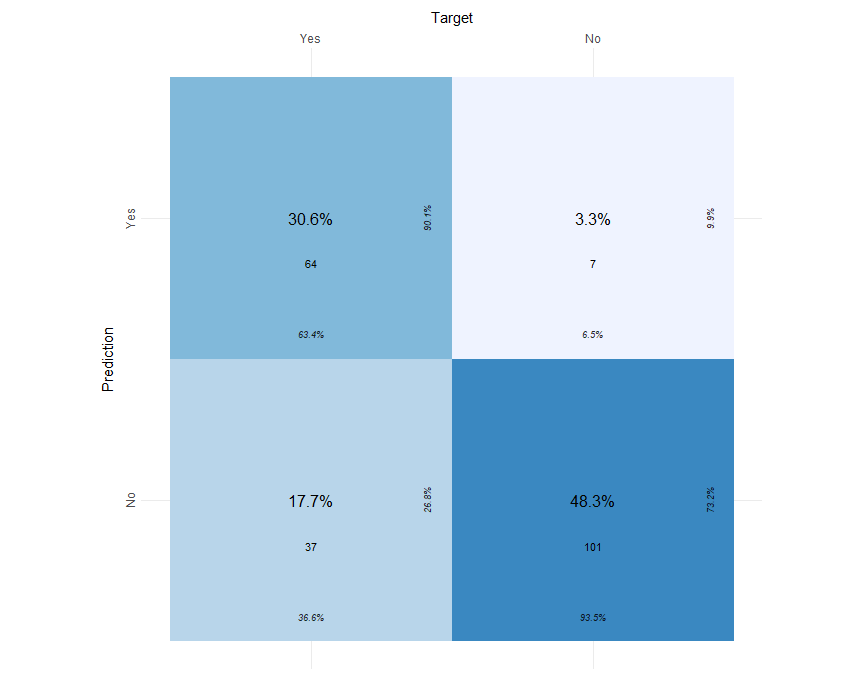 Target
Yes No
Yes
30.6% 90.1% 3.3% 9.9%
64 7
63.4% 6.5%
Prediction
No
17.7% 26.8% 48.3% 73.2%
37 101
36.6% 93.5%